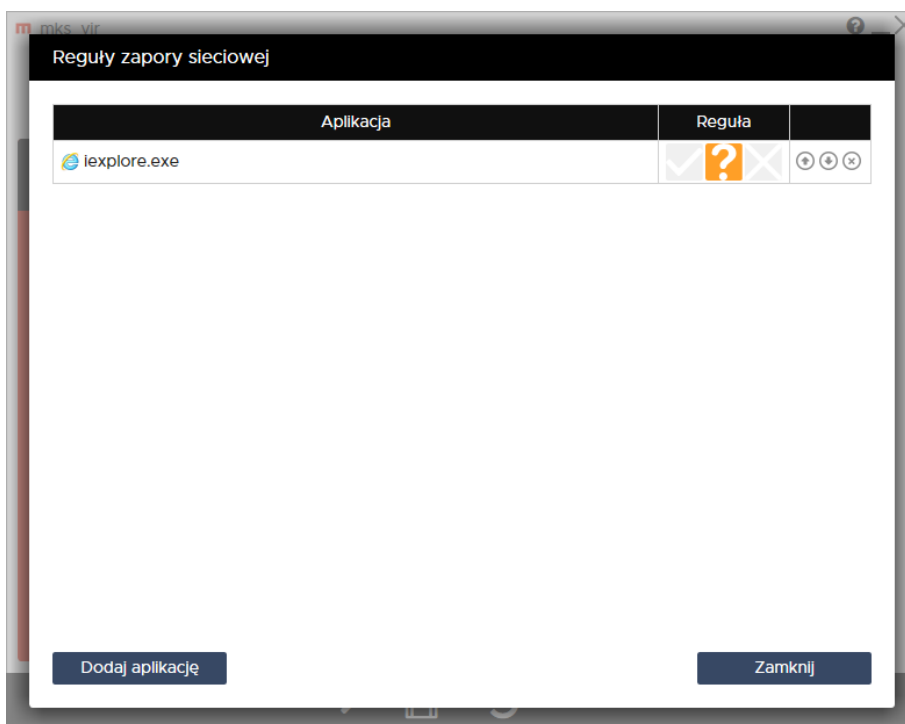 mks_vir
Reguły zapory sieciowej
Aplikacja Reguła
iexplore.exe
Dodaj aplikację Zamknij